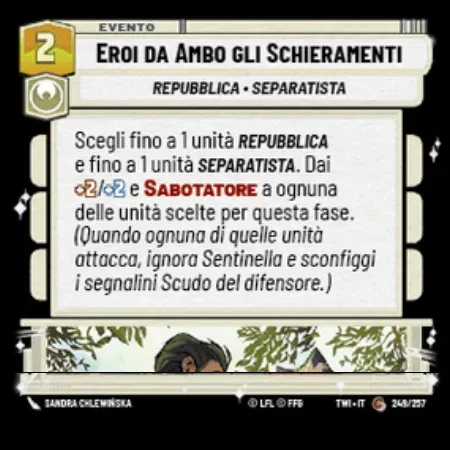 EVENTO
2
EROI DA AMBO GLI SCHIERAMENTI
REPUBBLICA • SEPARATISTA
Scegli fino a 1 unità REPUBBLICA
e fino a 1 unità SEPARATISTA. Dai
+2/+2 e SABOTATORE a ognuna
delle unità scelte per questa fase.
(Quando ognuna di quelle unità
attacca, ignora Sentinella e sconfiggi
i segnalini Scudo del difensore.)
SANDRA CHLEWIŃSKA
© LFL © FFG
TWI • IT
249/257